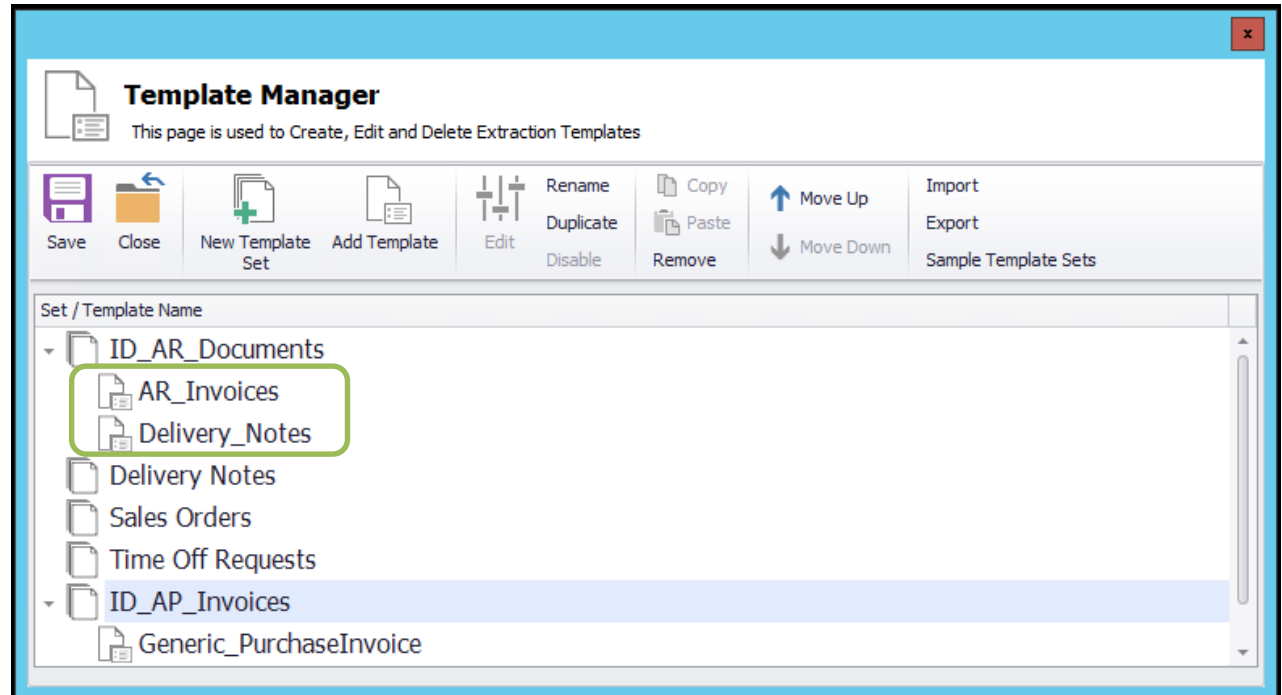 x
Template Manager
This page is used to Create, Edit and Delete Extraction Templates
Save
Close
New Template
Set
Add Template
Edit
Rename
Duplicate
Disable
Copy
Paste
Remove
Move Up
Move Down
Import
Export
Sample Template Sets
Set / Template Name
ID_AR_Documents
AR_Invoices
Delivery_Notes
Delivery Notes
Sales Orders
Time Off Requests
ID_AP_Invoices
Generic_PurchaseInvoice